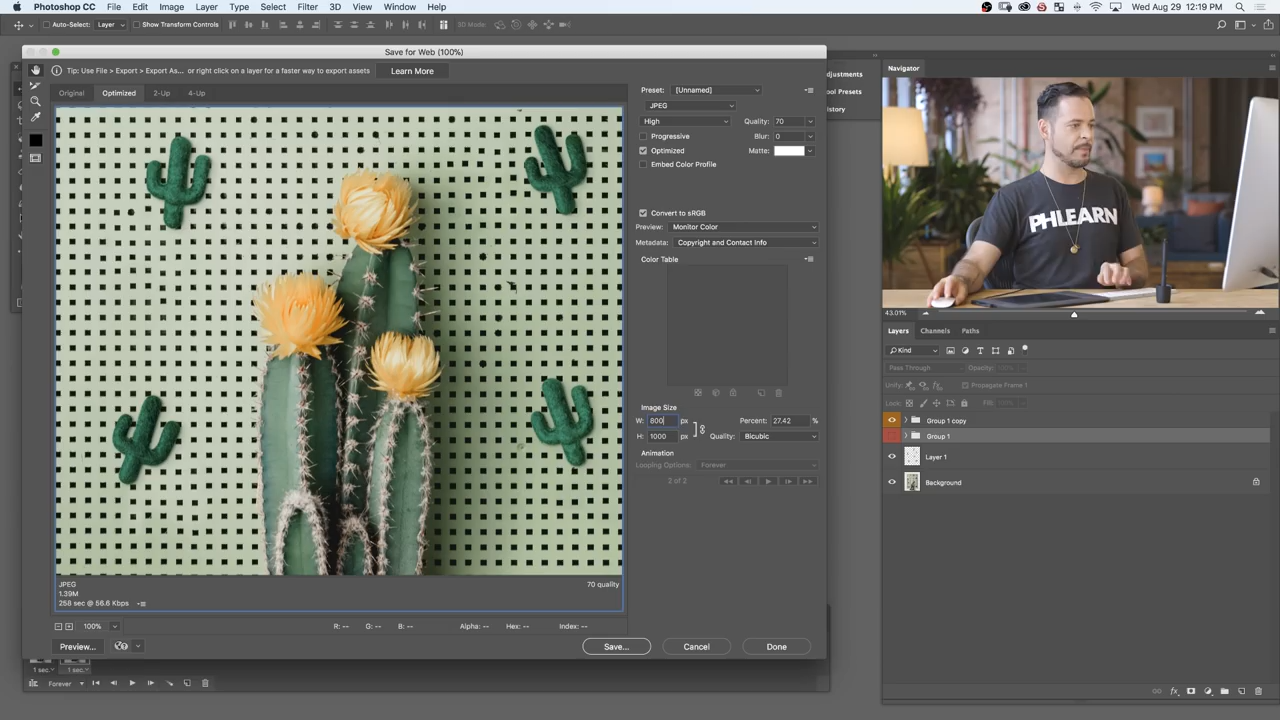 Photoshop CC File Edit Image Layer Type Select Filter 3D View Window Help
Wed Aug 29 12:19 PM
Auto-Select: Layer Show Transform Controls 3D Mode:
Save for Web (100%)
Tip: Use File > Export > Export As... or right click on a layer for a faster way to export assets Learn More
Original Optimized 2-Up 4-Up
Preset: [Unnamed]
JPEG
High Quality: 70
Progressive Blur: 0
Optimized Matte:
Embed Color Profile
Convert to sRGB
Preview: Monitor Color
Metadata: Copyright and Contact Info
Color Table
Image Size
W: 800 px Percent: 27.42 %
H: 1000 px Quality: Bicubic
Animation
Looping Options: Forever
2 of 2
JPEG 70 quality
1.39M
258 sec @ 56.6 Kbps
100% R: -- G: -- B: -- Alpha: -- Hex: -- Index: --
Preview... Save... Cancel Done
1 sec. 1 sec.
Forever
djustments
ool Presets
istory
Navigator
PHLEARN
43.01%
Layers Channels Paths
Kind
Pass Through Opacity:
Unify: Propagate Frame 1
Lock: Fill:
Group 1 copy
Group 1
Layer 1
Background
fx